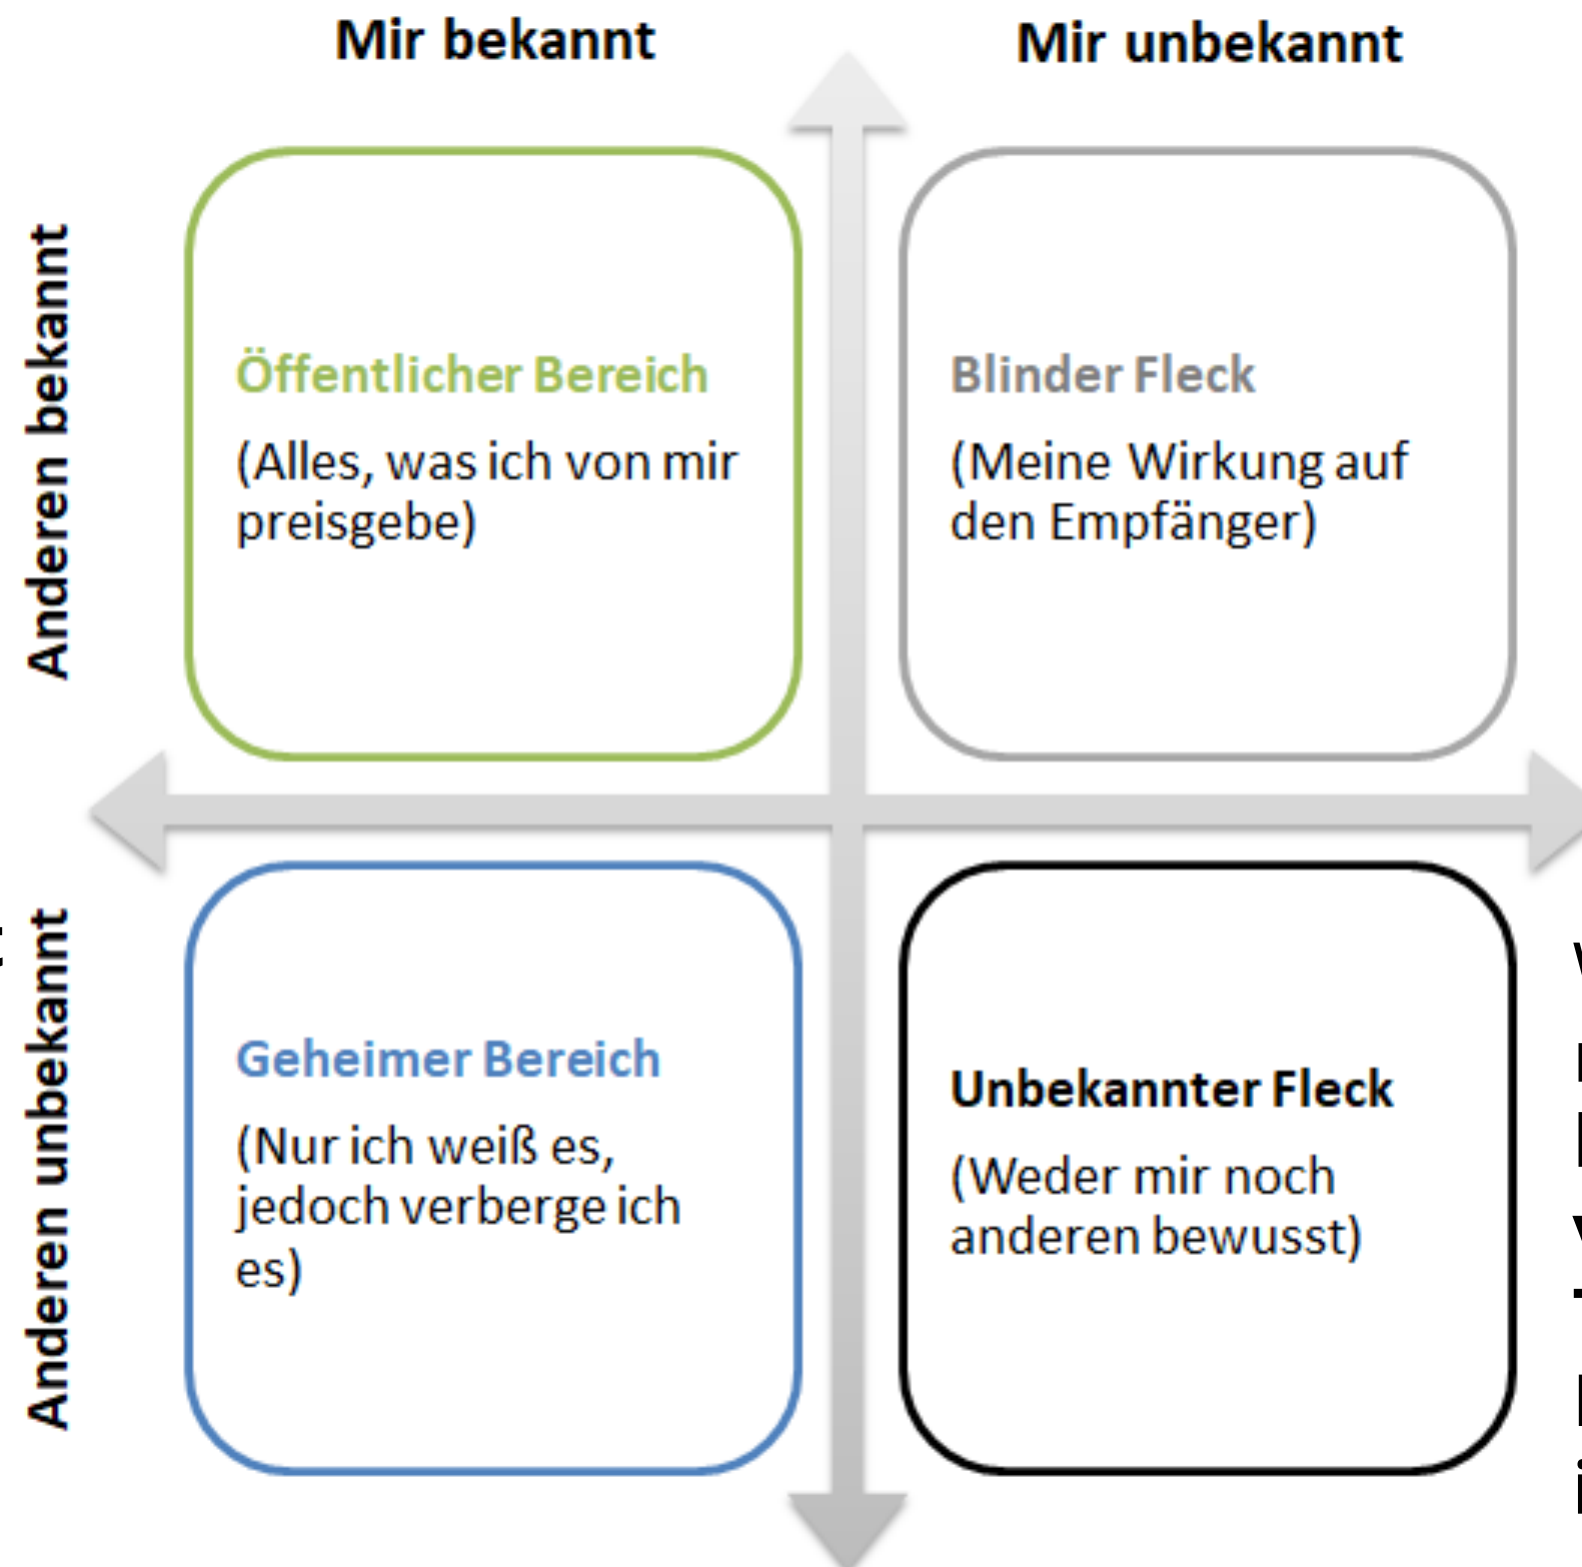 Mir bekannt
Mir unbekannt
Anderen bekannt
Öffentlicher Bereich
(Alles, was ich von mir
preisgebe)
Blinder Fleck
(Meine Wirkung auf
den Empfänger)
Anderen unbekannt
Geheimer Bereich
(Nur ich weiß es,
jedoch verberge ich
es)
Unbekannter Fleck
(Weder mir noch
anderen bewusst)